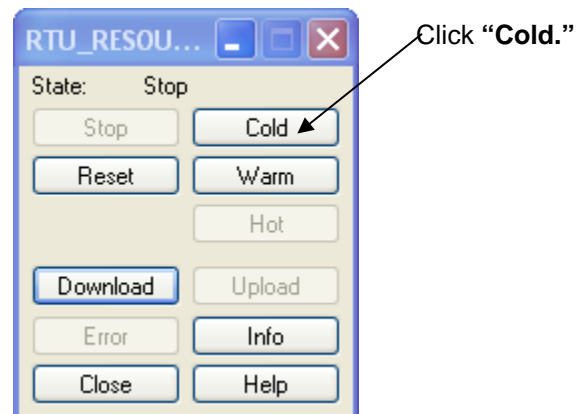 RTU_RESOU...
Click “Cold.”
State: Stop
Stop Cold
Reset Warm
Hot
Download Upload
Error Info
Close Help